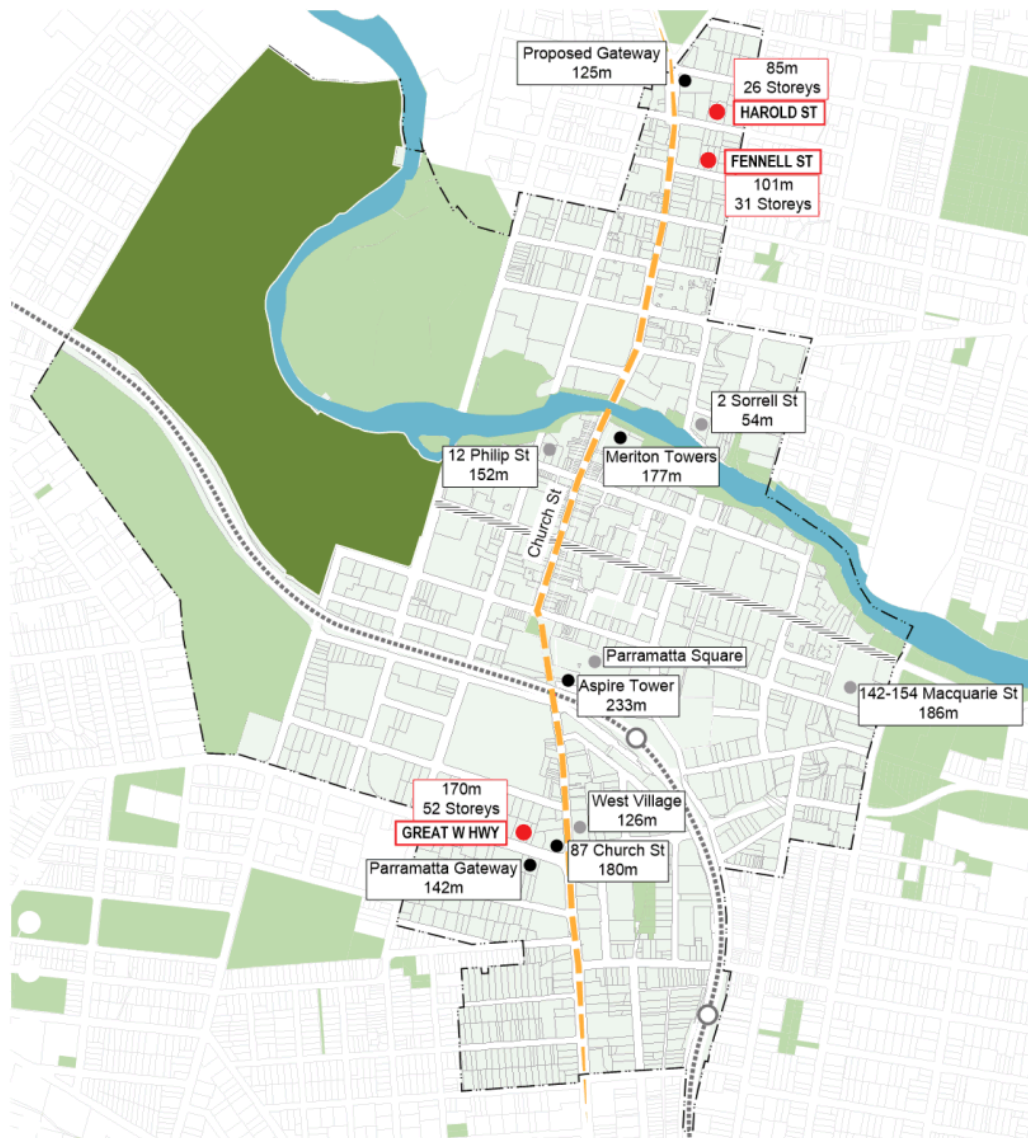 Proposed Gateway
125m
85m
26 Storeys
HAROLD ST
FENNELL ST
101m
31 Storeys
2 Sorrell St
54m
12 Philip St
152m
Meriton Towers
177m
Church St
Parramatta Square
Aspire Tower
233m
142-154 Macquarie St
186m
170m
52 Storeys
GREAT W HWY
West Village
126m
87 Church St
180m
Parramatta Gateway
142m